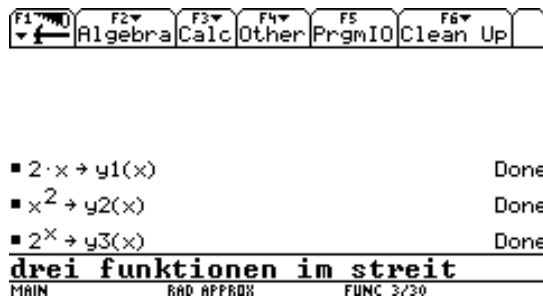 F1 F2 F3 F4 F5 F6
Algebra Calc Other PrgmIO Clean Up
2·x → y1(x) Done
x² → y2(x) Done
2ˣ → y3(x) Done
drei funktionen im streit
MAIN RAD APPROX FUNC 3/30